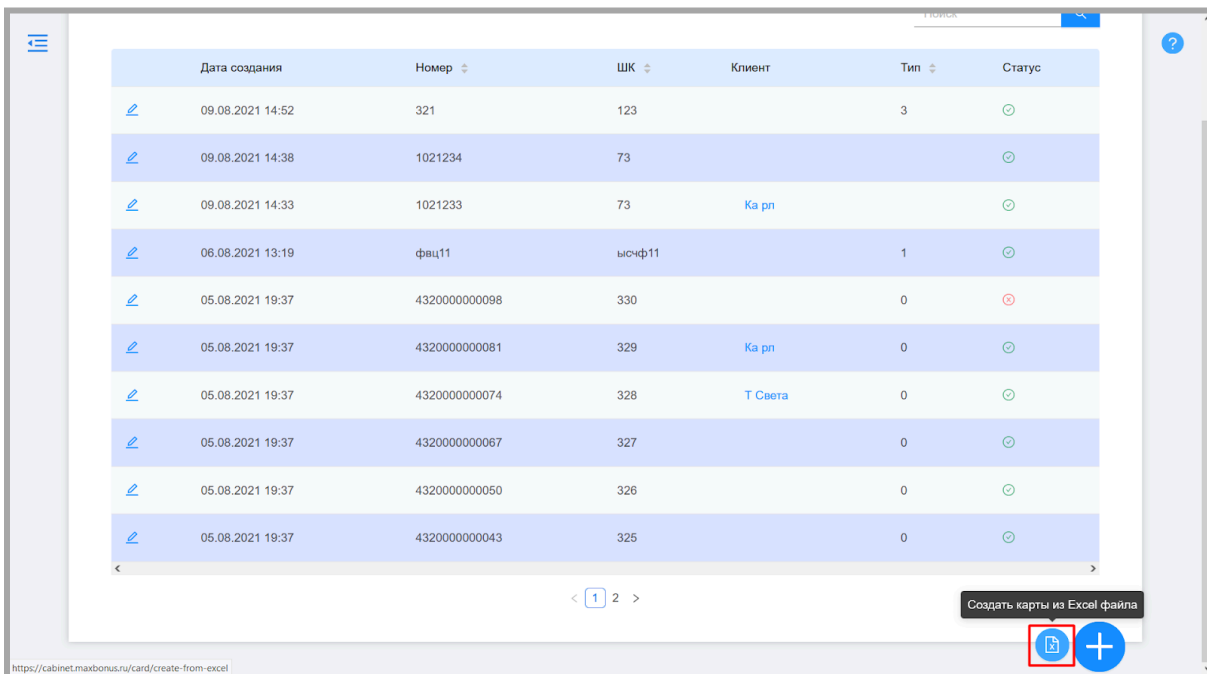 Поиск
?
Дата создания Номер ШК Клиент Тип Статус
09.08.2021 14:52 321 123 3
09.08.2021 14:38 1021234 73
09.08.2021 14:33 1021233 73 Ка рл
06.08.2021 13:19 фвц11 ысчф11 1
05.08.2021 19:37 4320000000098 330 0
05.08.2021 19:37 4320000000081 329 Ка рл 0
05.08.2021 19:37 4320000000074 328 Т Света 0
05.08.2021 19:37 4320000000067 327 0
05.08.2021 19:37 4320000000050 326 0
05.08.2021 19:37 4320000000043 325 0
< 1 2 >
Создать карты из Excel файла
https://cabinet.maxbonus.ru/card/create-from-excel